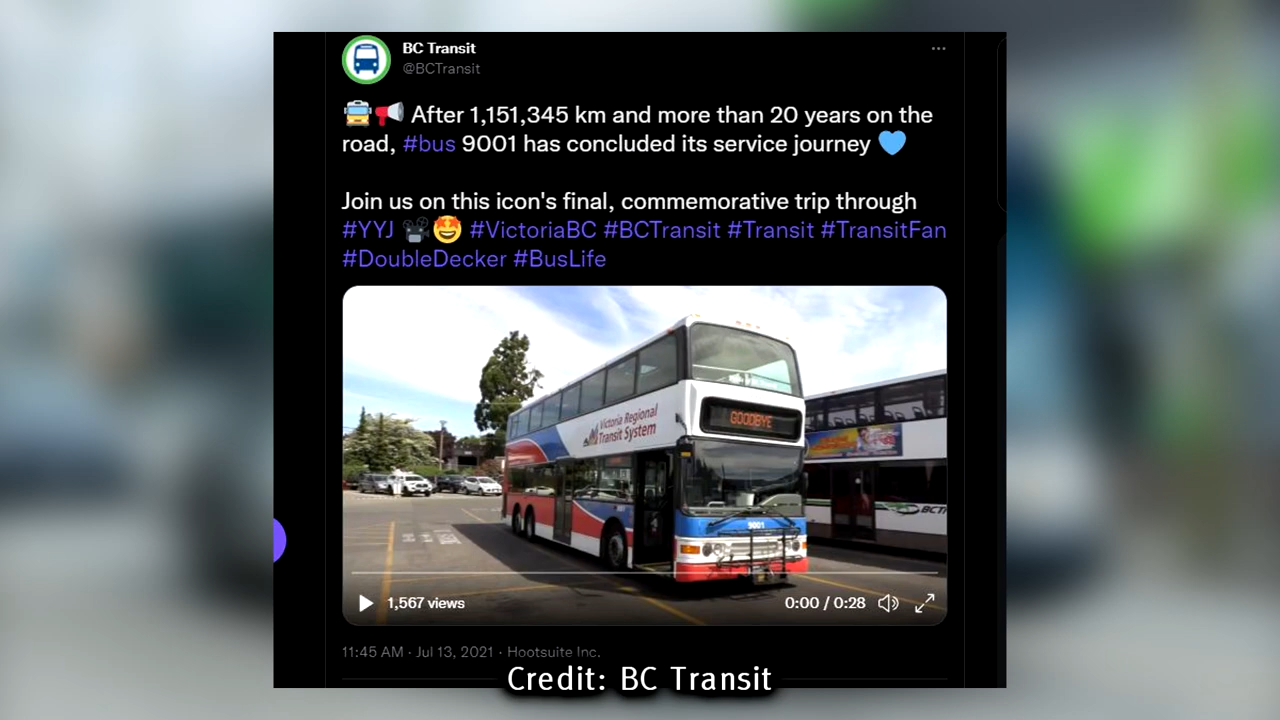 BC Transit
@BCTransit
After 1,151,345 km and more than 20 years on the
road, #bus 9001 has concluded its service journey
Join us on this icon's final, commemorative trip through
#YYJ #VictoriaBC #BCTransit #Transit #TransitFan
#DoubleDecker #BusLife
Victoria Regional
Transit System
GOODBYE
9001
1,567 views
0:00 / 0:28
11:45 AM · Jul 13, 2021 · Hootsuite Inc.
Credit: BC Transit